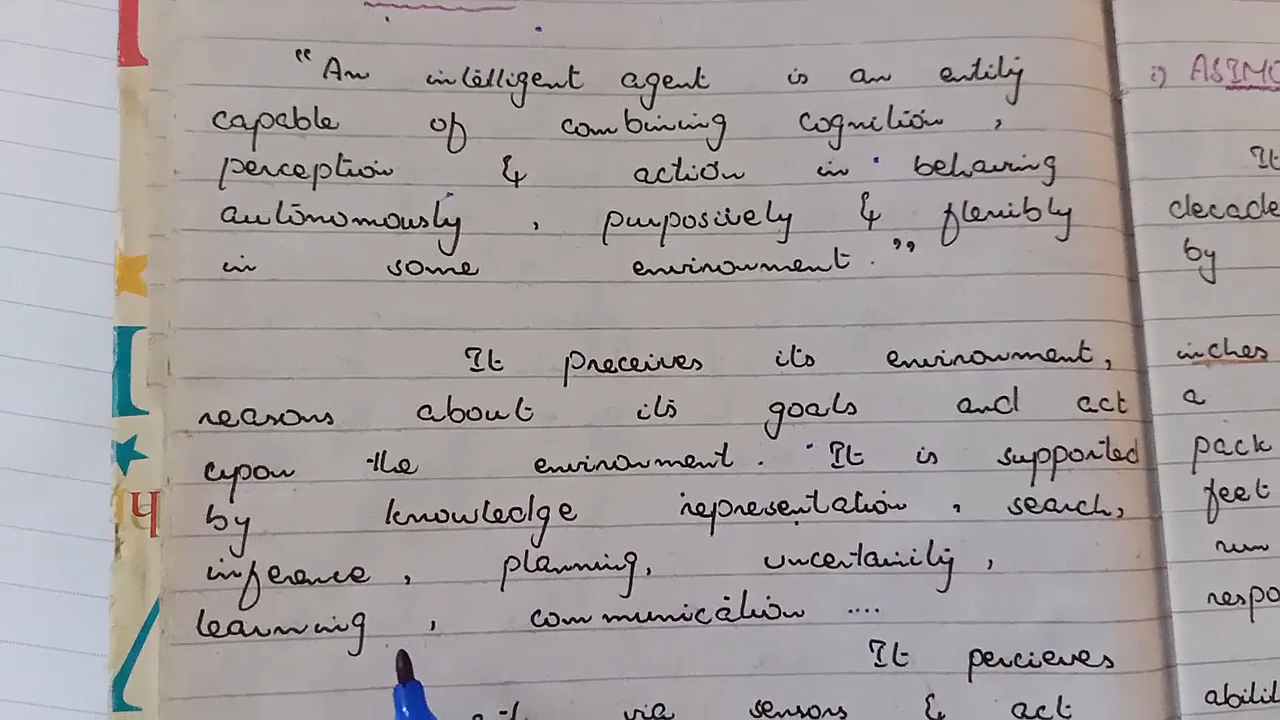 "An intelligent agent is an entity
capable of combining cognition ,
perception & action in behaving
autonomously , purposively & flexibly
in some environment . "
It preceives its environment,
reasons about its goals and act
upon the environment . It is supported
by knowledge representation , search,
inference , planning, uncertainity ,
learning , communication ....
It percieves
via sensors & act
i) ASIMO
It
decade
by
inches
a
pack
feet
run
respo
abilit